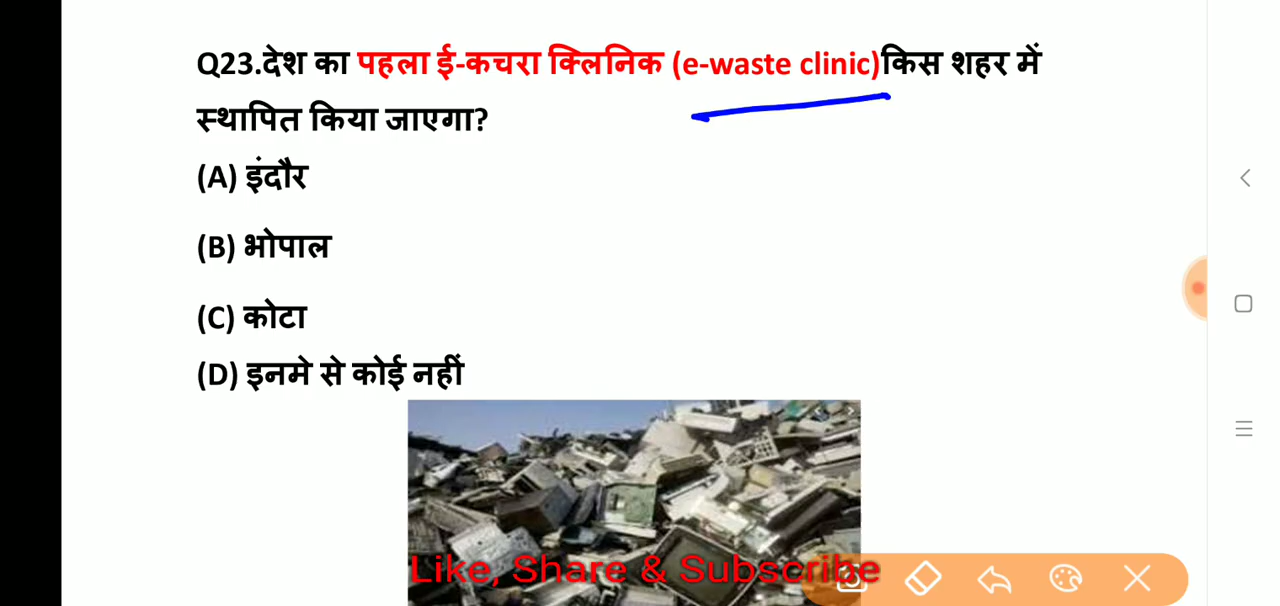 Q23.देश का पहला ई-कचरा क्लिनिक (e-waste clinic)किस शहर में
स्थापित किया जाएगा?
(A) इंदौर
(B) भोपाल
(C) कोटा
(D) इनमे से कोई नहीं
Like, Share & Subscribe